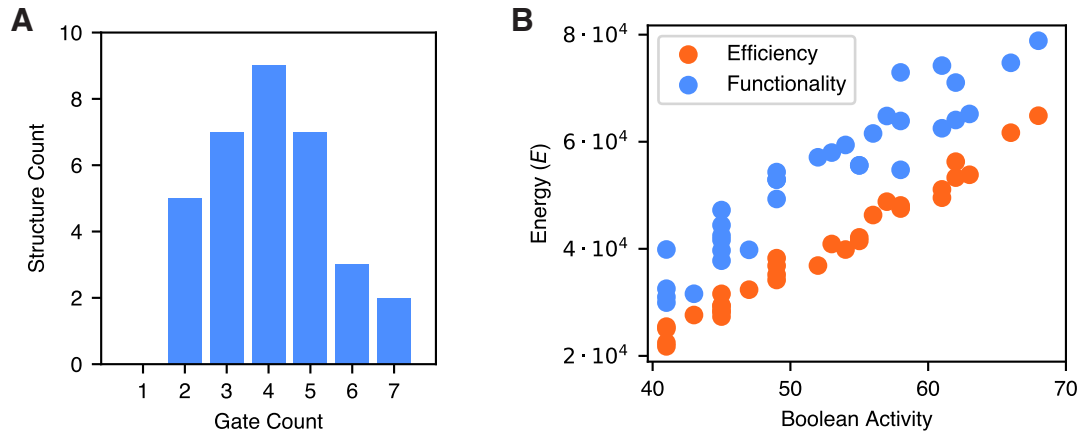 A
10
8
6
4
2
0
Structure Count
1 2 3 4 5 6 7
Gate Count
B
8·10⁴
6·10⁴
4·10⁴
2·10⁴
Energy (E)
Efficiency
Functionality
40 50 60 70
Boolean Activity